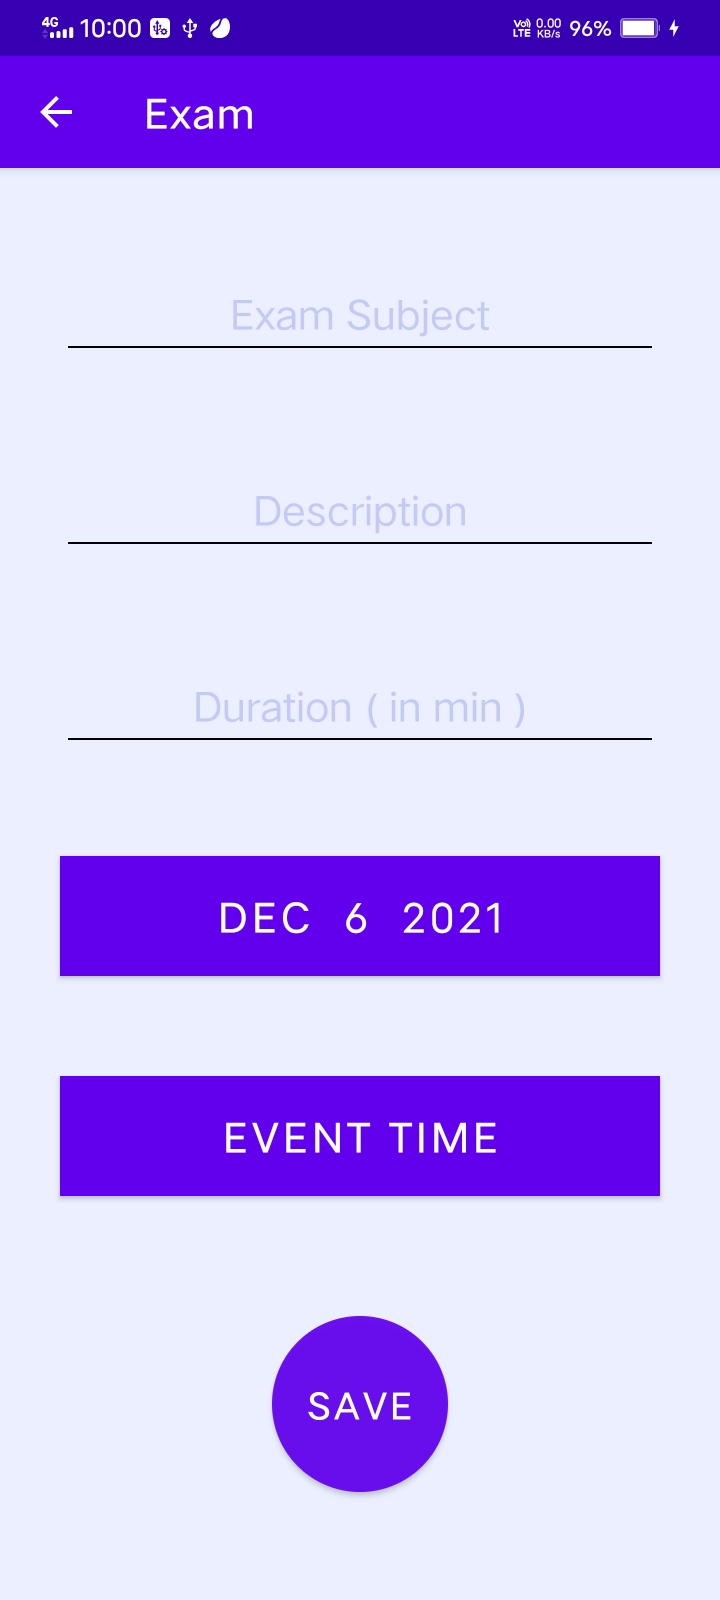 4G 10:00 Vo) LTE 0.00 KB/s 96%
Exam
Exam Subject
Description
Duration ( in min )
DEC 6 2021
EVENT TIME
SAVE